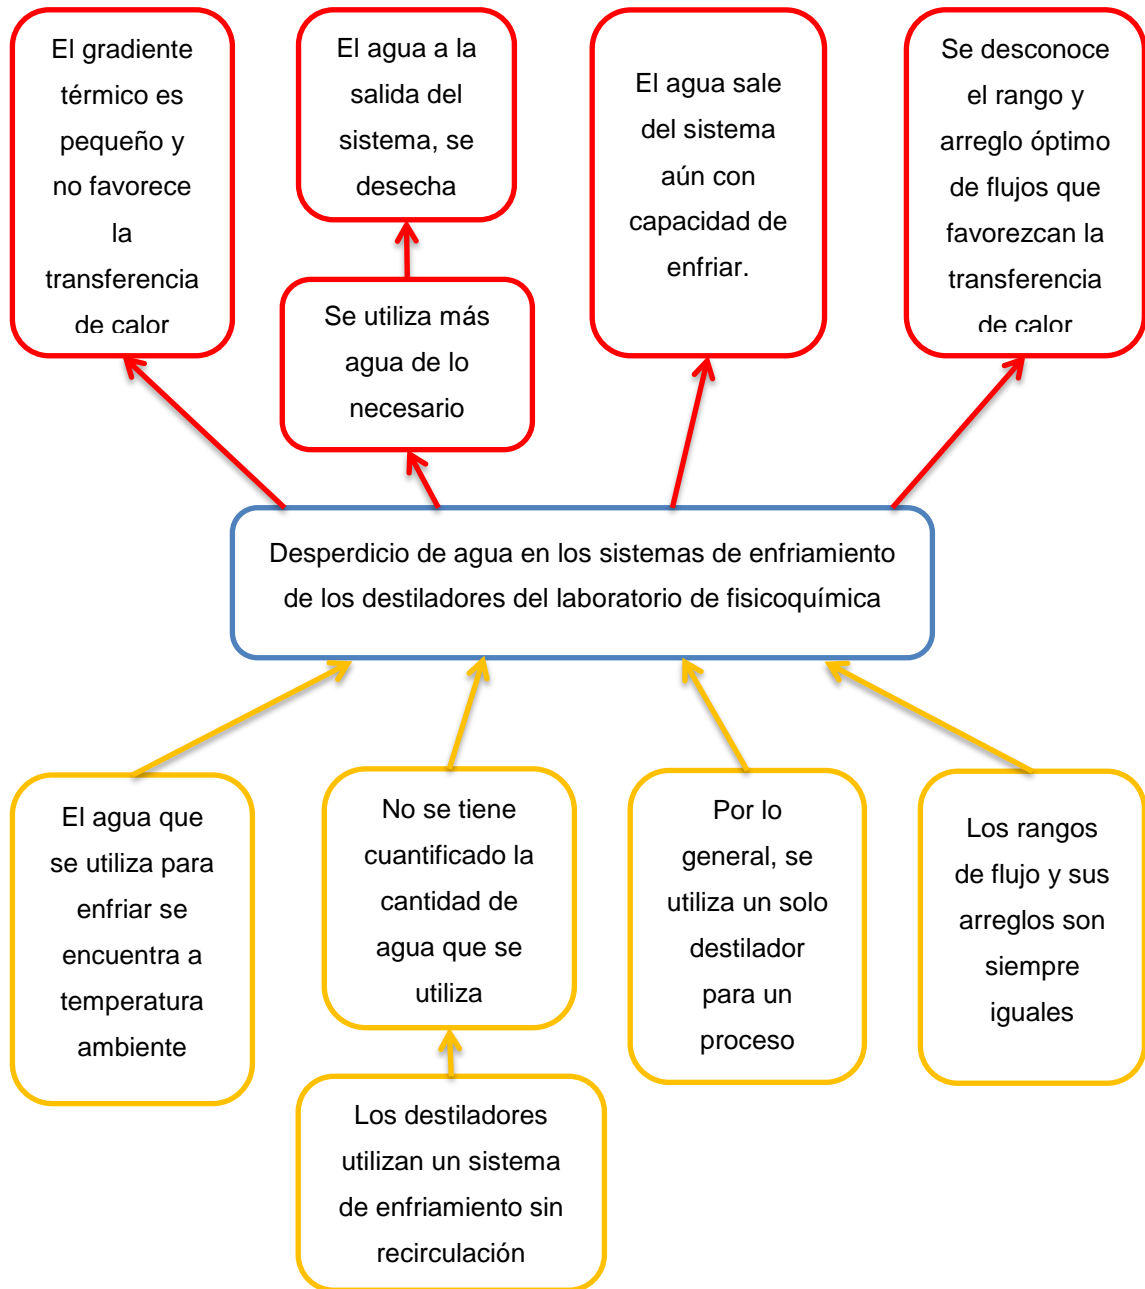 El gradiente
térmico es
pequeño y
no favorece
la
transferencia
de calor
El agua a la
salida del
sistema, se
desecha
El agua sale
del sistema
aún con
capacidad de
enfriar.
Se desconoce
el rango y
arreglo óptimo
de flujos que
favorezcan la
transferencia
de calor
Se utiliza más
agua de lo
necesario
Desperdicio de agua en los sistemas de enfriamiento
de los destiladores del laboratorio de fisicoquímica
El agua que
se utiliza para
enfriar se
encuentra a
temperatura
ambiente
No se tiene
cuantificado la
cantidad de
agua que se
utiliza
Por lo
general, se
utiliza un solo
destilador
para un
proceso
Los rangos
de flujo y sus
arreglos son
siempre
iguales
Los destiladores
utilizan un sistema
de enfriamiento sin
recirculación